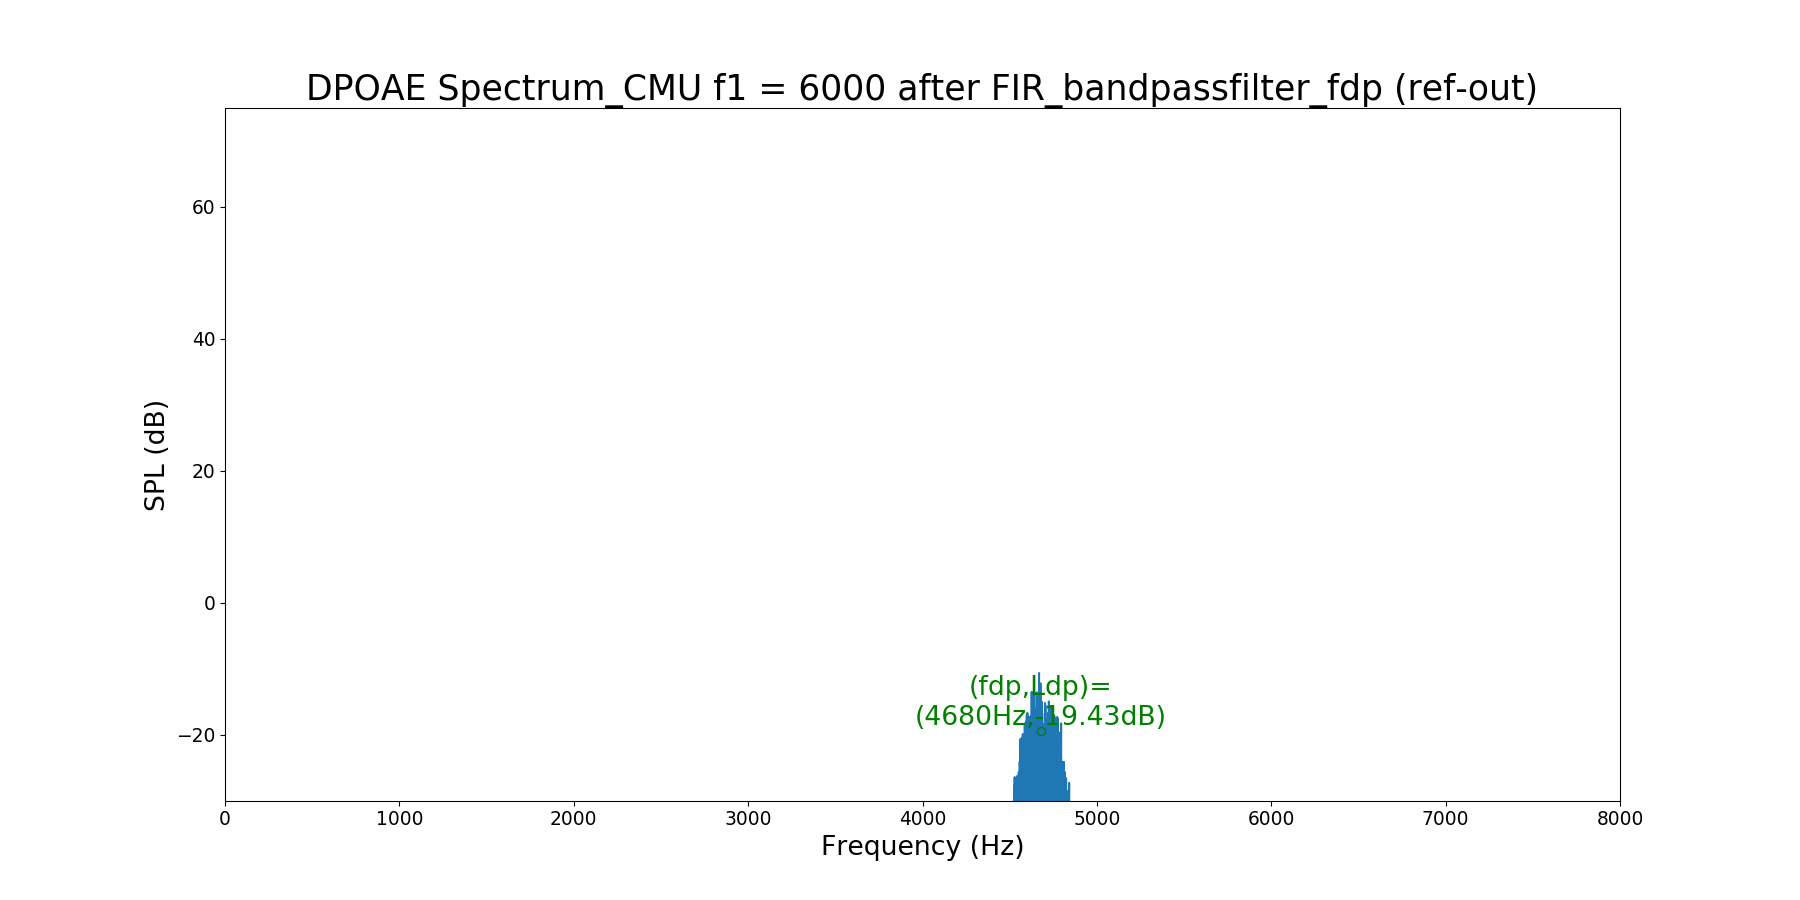 DPOAE Spectrum_CMU f1 = 6000 after FIR_bandpassfilter_fdp (ref-out)
60
40
20
0
−20
SPL (dB)
(fdp,Ldp)=
(4680Hz,-19.43dB)
0 1000 2000 3000 4000 5000 6000 7000 8000
Frequency (Hz)